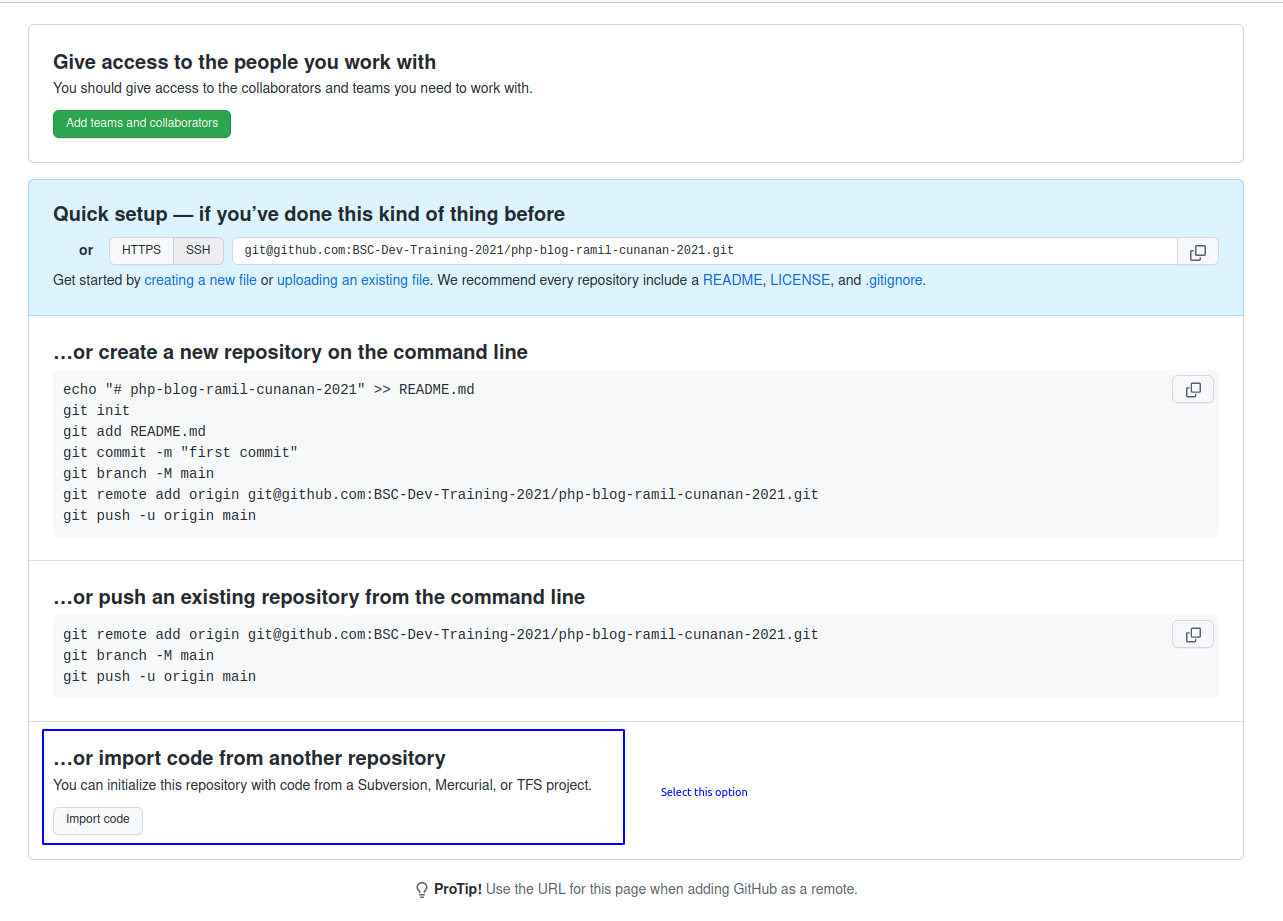 Give access to the people you work with
You should give access to the collaborators and teams you need to work with.
Add teams and collaborators
Quick setup — if you’ve done this kind of thing before
or HTTPS SSH git@github.com:BSC-Dev-Training-2021/php-blog-ramil-cunanan-2021.git
Get started by creating a new file or uploading an existing file. We recommend every repository include a README, LICENSE, and .gitignore.
…or create a new repository on the command line
echo "# php-blog-ramil-cunanan-2021" >> README.md
git init
git add README.md
git commit -m "first commit"
git branch -M main
git remote add origin git@github.com:BSC-Dev-Training-2021/php-blog-ramil-cunanan-2021.git
git push -u origin main
…or push an existing repository from the command line
git remote add origin git@github.com:BSC-Dev-Training-2021/php-blog-ramil-cunanan-2021.git
git branch -M main
git push -u origin main
…or import code from another repository
You can initialize this repository with code from a Subversion, Mercurial, or TFS project.
Select this option
Import code
ProTip! Use the URL for this page when adding GitHub as a remote.